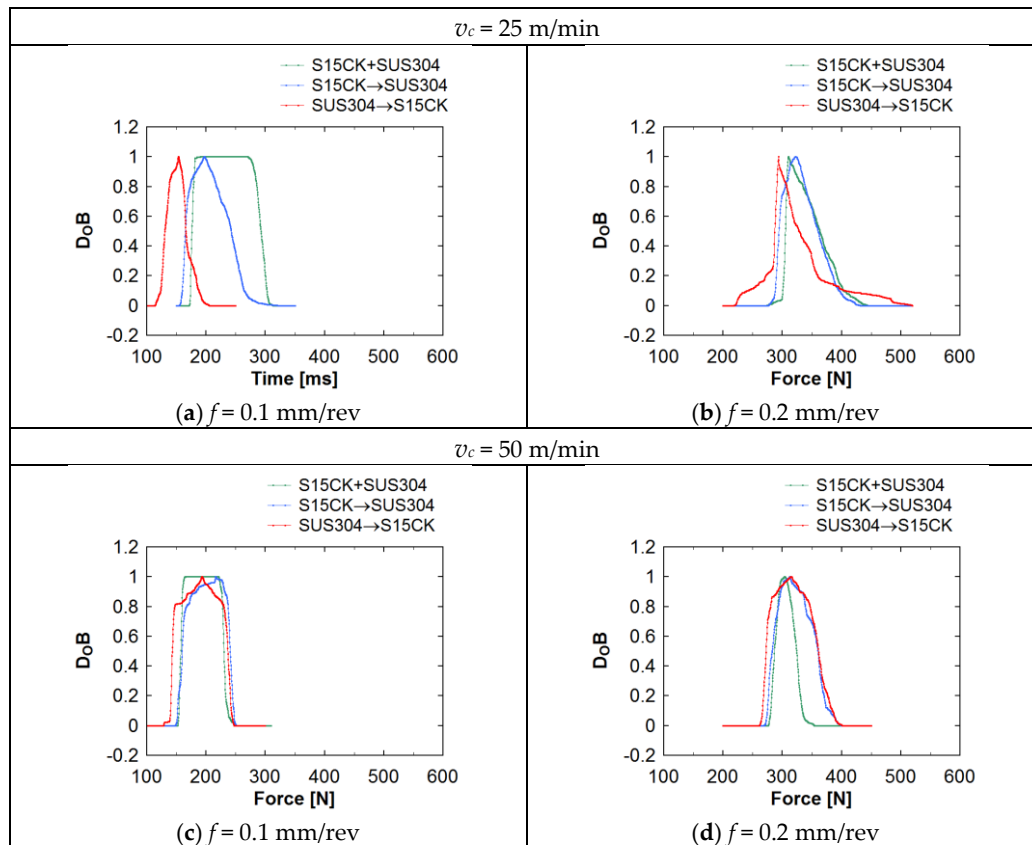 v_c = 25 m/min
S15CK+SUS304
S15CK→SUS304
SUS304→S15CK
1.2
1
0.8
0.6
0.4
0.2
0
-0.2
DoB
100 200 300 400 500 600
Time [ms]
(a) f = 0.1 mm/rev
S15CK+SUS304
S15CK→SUS304
SUS304→S15CK
1.2
1
0.8
0.6
0.4
0.2
0
-0.2
DoB
100 200 300 400 500 600
Force [N]
(b) f = 0.2 mm/rev
v_c = 50 m/min
S15CK+SUS304
S15CK→SUS304
SUS304→S15CK
1.2
1
0.8
0.6
0.4
0.2
0
-0.2
DoB
100 200 300 400 500 600
Force [N]
(c) f = 0.1 mm/rev
S15CK+SUS304
S15CK→SUS304
SUS304→S15CK
1.2
1
0.8
0.6
0.4
0.2
0
-0.2
DoB
100 200 300 400 500 600
Force [N]
(d) f = 0.2 mm/rev